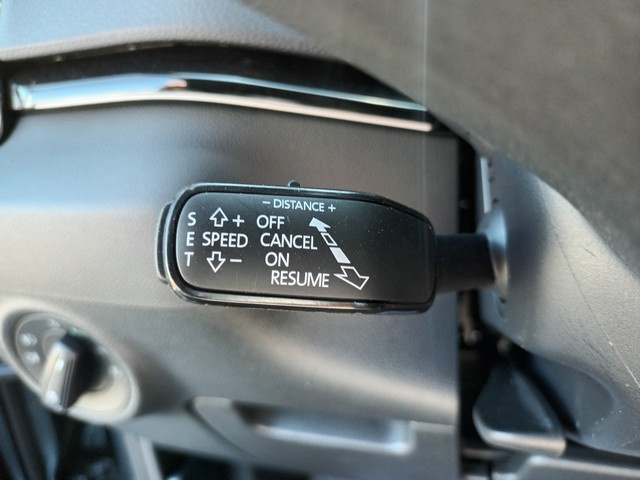 - DISTANCE +
S + OFF
E SPEED CANCEL
T - ON
RESUME